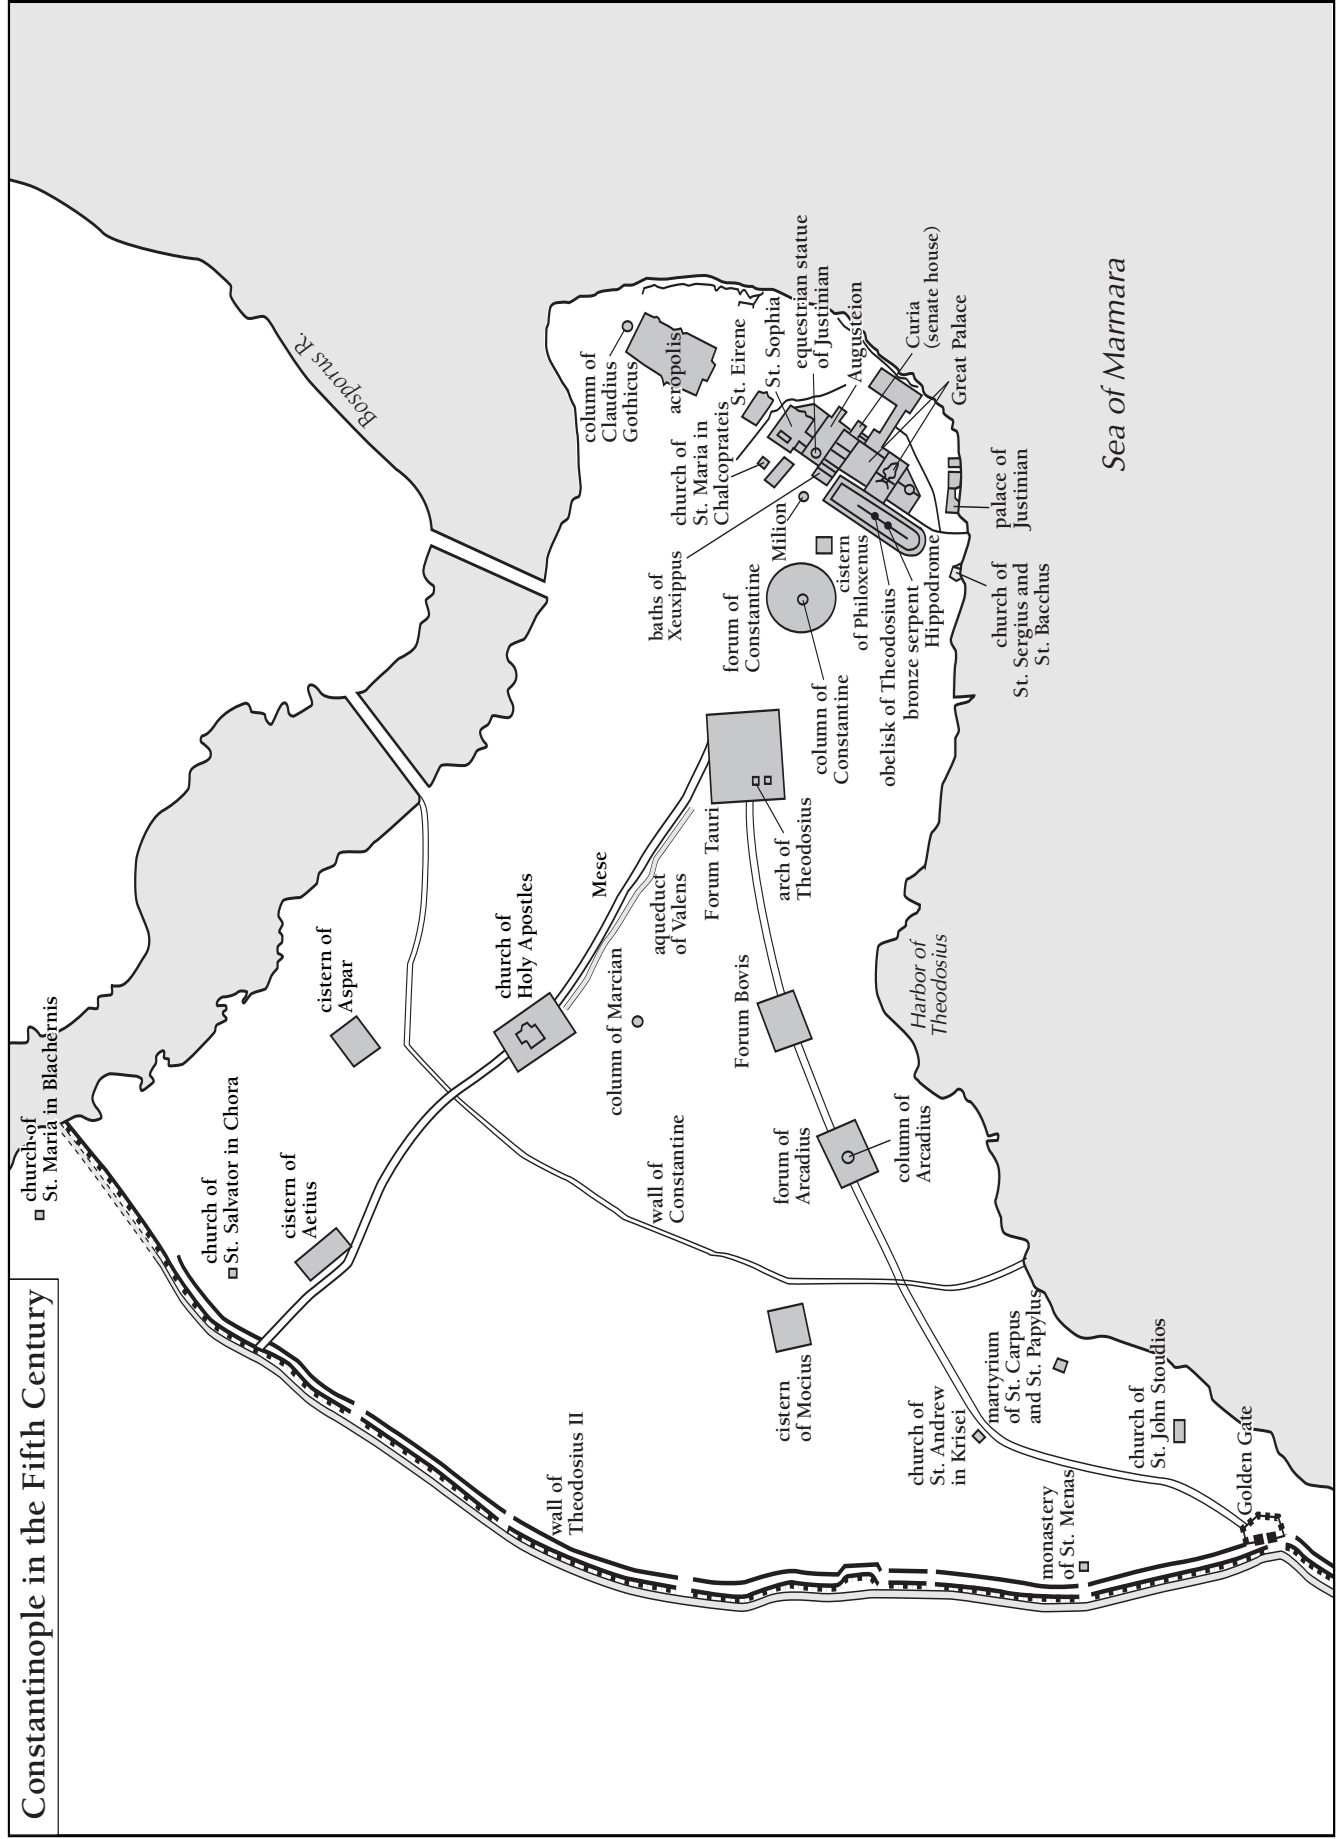 Constantinople in the Fifth Century
church of
St. Maria in Blachernis
church of
St. Salvator in Chora
cistern of
Aetius
cistern of
Aspar
Bosporus R.
church of
Holy Apostles
Mese
wall of
Theodosius II
column of Marcian
aqueduct
of Valens
wall of
Constantine
Forum Tauri
arch of
Theodosius
Forum Bovis
forum of
Arcadius
column of
Arcadius
cistern
of Mocius
church of
St. Andrew
in Krisei
martyrium
of St. Carpus
and St. Papylus
monastery
of St. Menas
church of
St. John Stoudios
Golden Gate
Harbor of
Theodosius
column of
Claudius
Gothicus
acropolis
St. Eirene
St. Sophia
equestrian statue
of Justinian
Augusteion
Curia
(senate house)
Great Palace
church of
St. Maria in
Chalcoprateis
baths of
Xeuxippus
Milion
forum of
Constantine
cistern
of Philoxenus
column of
Constantine
obelisk of Theodosius
bronze serpent
Hippodrome
palace of
Justinian
church of
St. Sergius and
St. Bacchus
Sea of Marmara